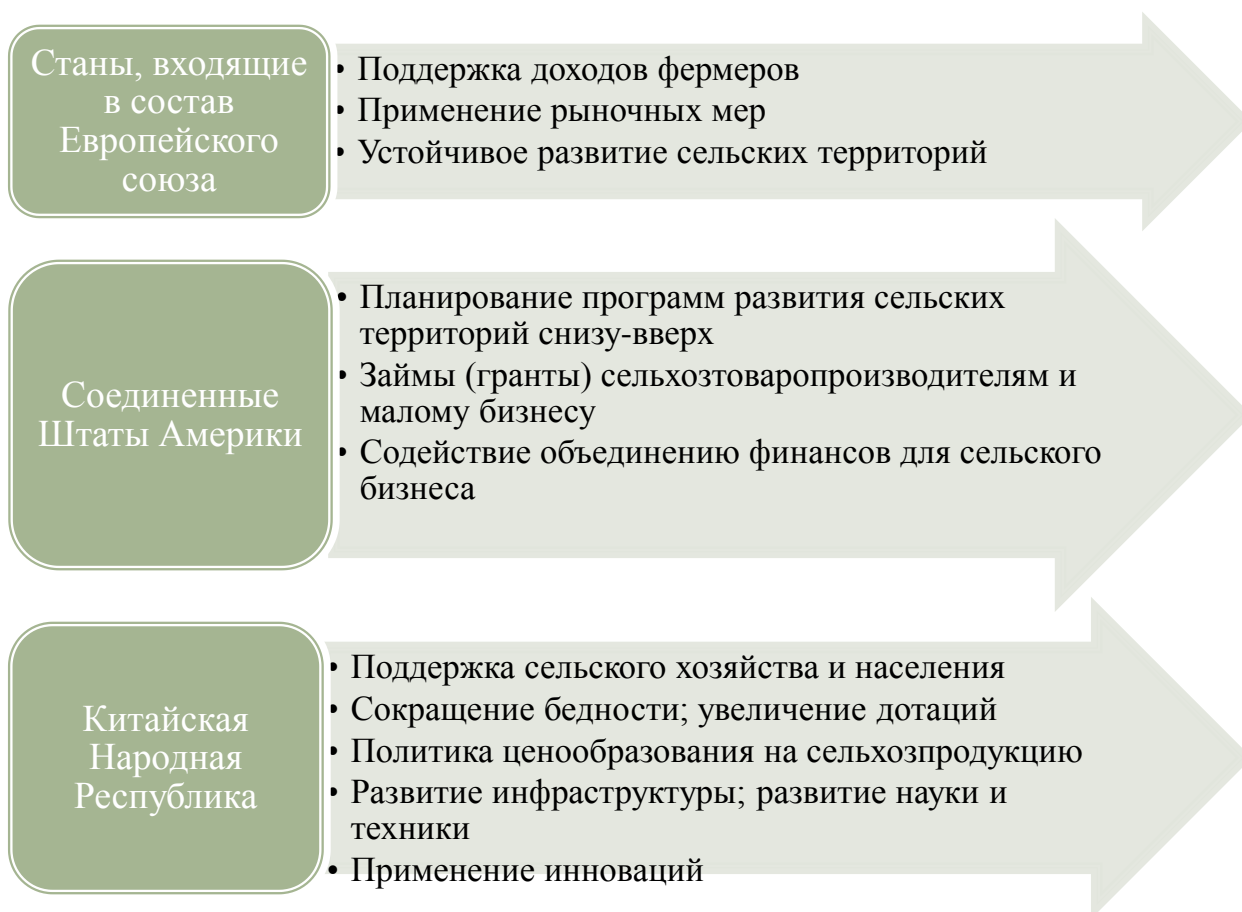 Станы, входящие
в состав
Европейского
союза
• Поддержка доходов фермеров
• Применение рыночных мер
• Устойчивое развитие сельских территорий
Соединенные
Штаты Америки
• Планирование программ развития сельских
территорий снизу-вверх
• Займы (гранты) сельхозтоваропроизводителям и
малому бизнесу
• Содействие объединению финансов для сельского
бизнеса
Китайская
Народная
Республика
• Поддержка сельского хозяйства и населения
• Сокращение бедности; увеличение дотаций
• Политика ценообразования на сельхозпродукцию
• Развитие инфраструктуры; развитие науки и
техники
• Применение инноваций